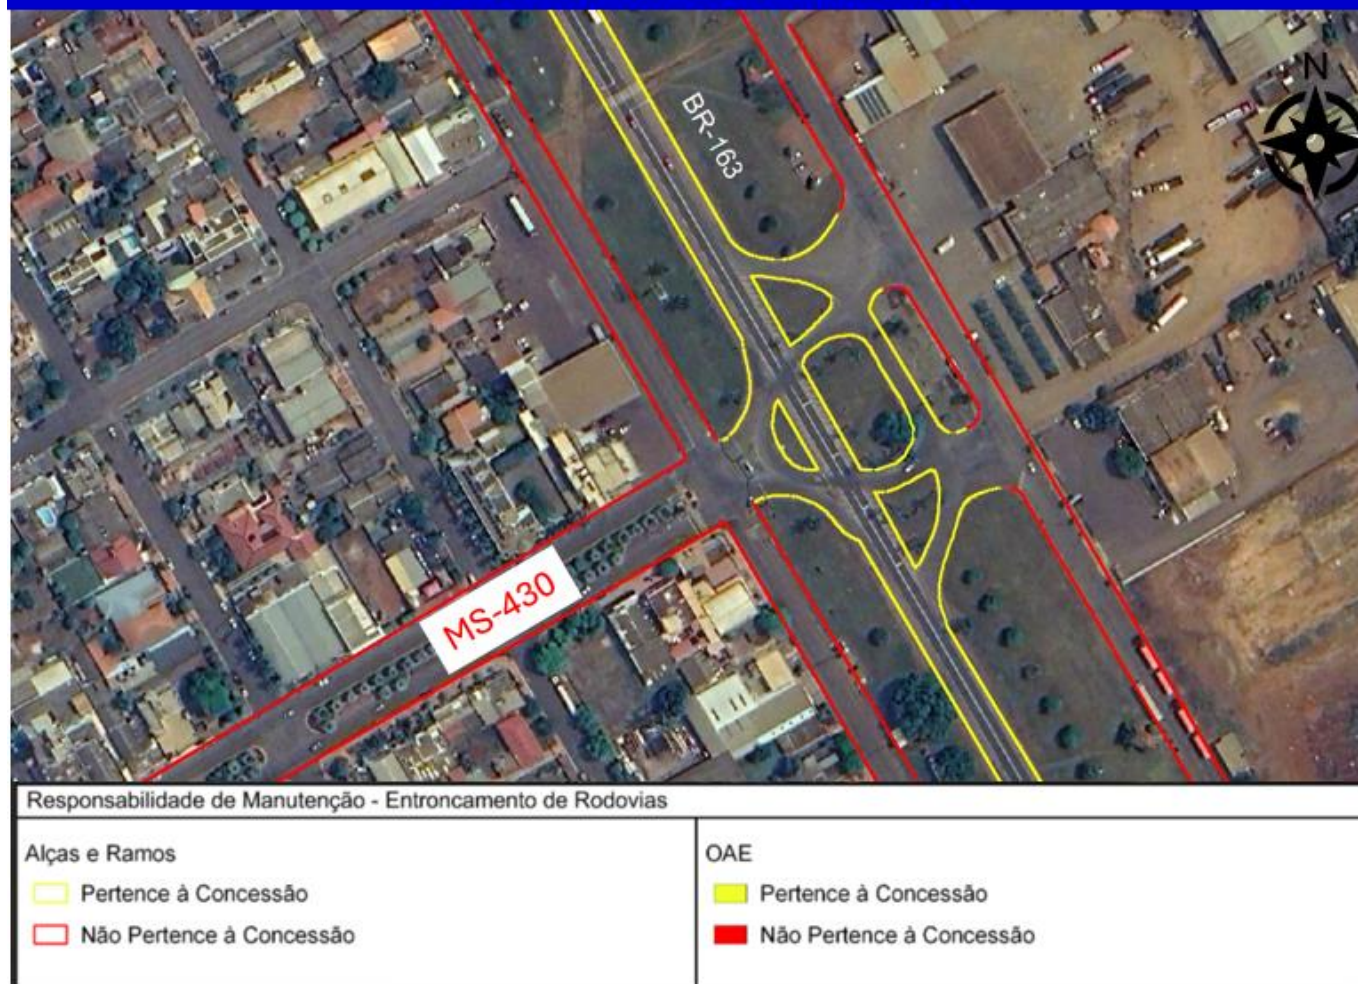 N
BR-163
MS-430
Responsabilidade de Manutenção - Entroncamento de Rodovias
Alças e Ramos
Pertence à Concessão
Não Pertence à Concessão
OAE
Pertence à Concessão
Não Pertence à Concessão